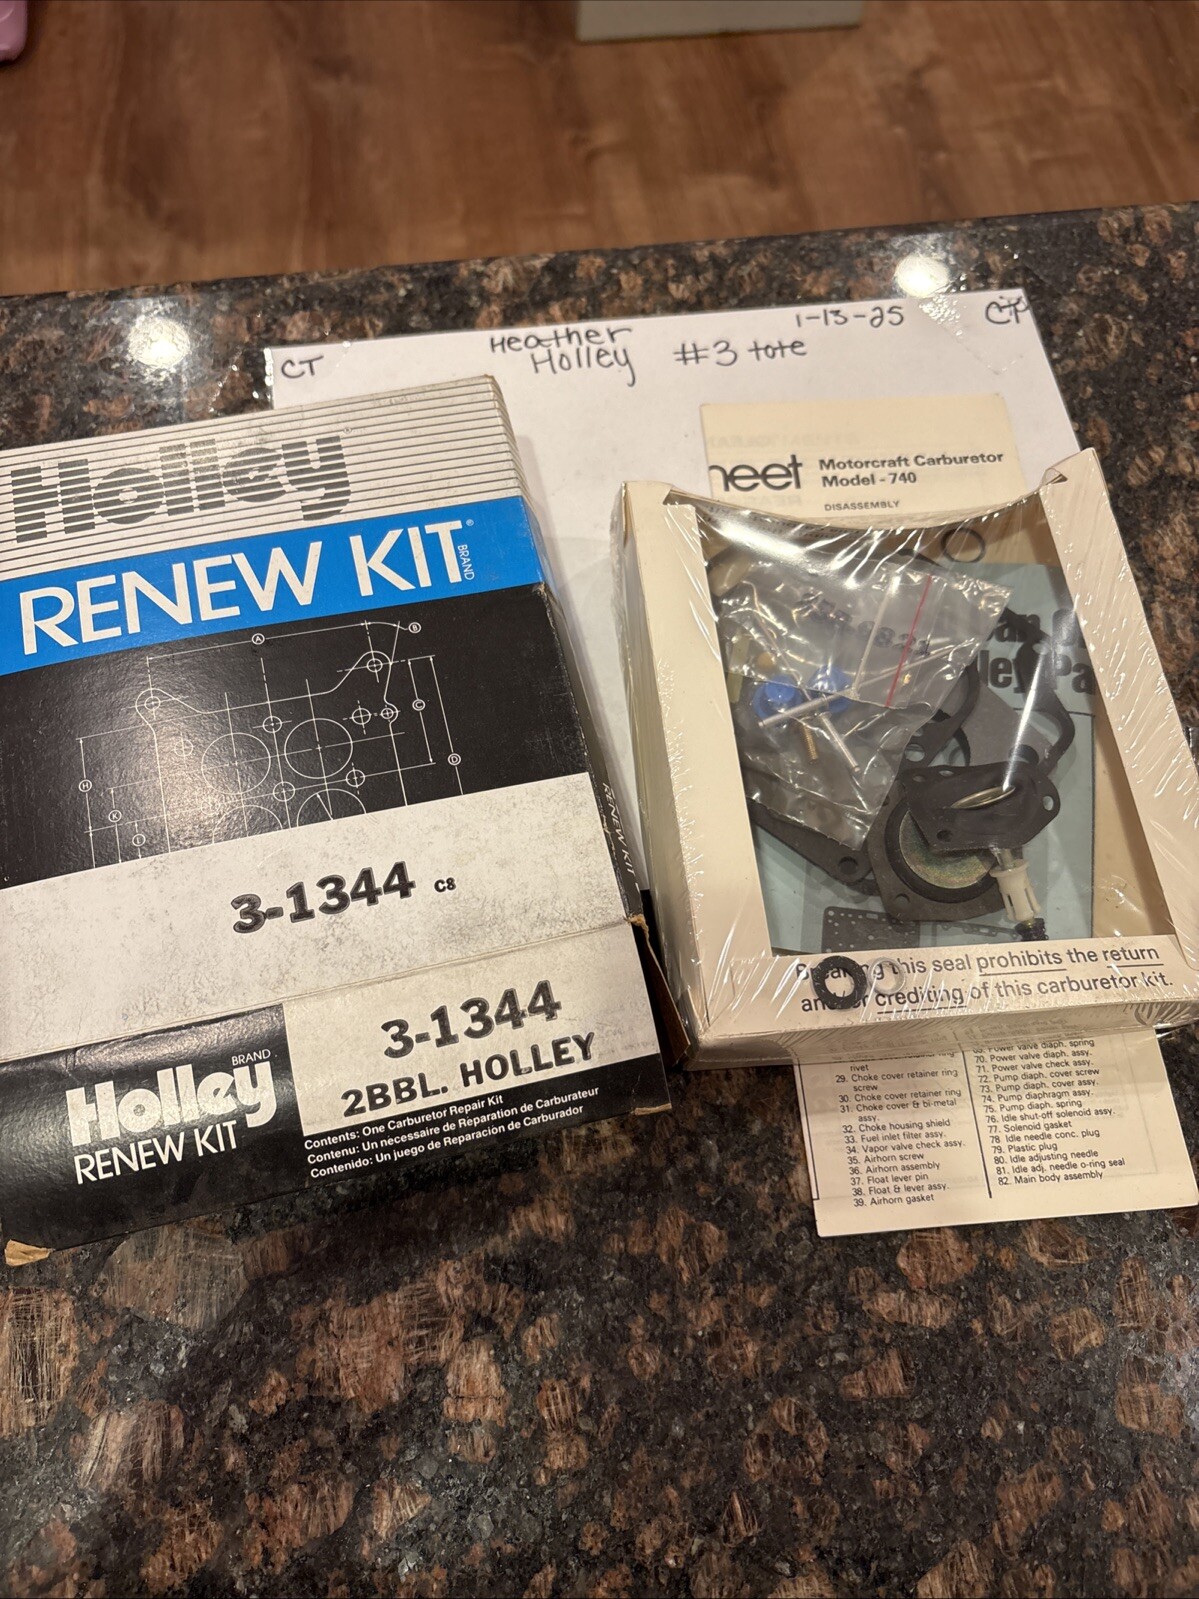 CT
Heather
Holley
#3 tote
1-13-25
CT
Holley
RENEW KIT
BRAND
A
B
C
D
H
K
E
3-1344 C8
RENEW KIT
3-1344
2BBL. HOLLEY
BRAND
Holley
RENEW KIT
Contents: One Carburetor Repair Kit
Contenu: Un necessaire de Reparation de Carburateur
Contenido: Un juego de Reparación de Carburador
heet
Motorcraft Carburetor
Model - 740
DISASSEMBLY
this seal prohibits the return
crediting of this carburetor kit.
rivet
29. Choke cover retainer ring
screw
30. Choke cover retainer ring
31. Choke cover & bi-metal
assy.
32. Choke housing shield
33. Fuel inlet filter assy.
34. Vapor valve check assy.
35. Airhorn screw
36. Airhorn assembly
37. Float lever pin
38. Float & lever assy.
39. Airhorn gasket
Power valve diaph. spring
70. Power valve diaph. assy.
71. Power valve check assy.
72. Pump diaph. cover screw
73. Pump diaph. cover assy.
74. Pump diaphragm assy.
75. Pump diaph. spring
76. Idle shut-off solenoid assy.
77. Solenoid gasket
78. Idle needle conc. plug
79. Plastic plug
80. Idle adjusting needle
81. Idle adj. needle o-ring seal
82. Main body assembly